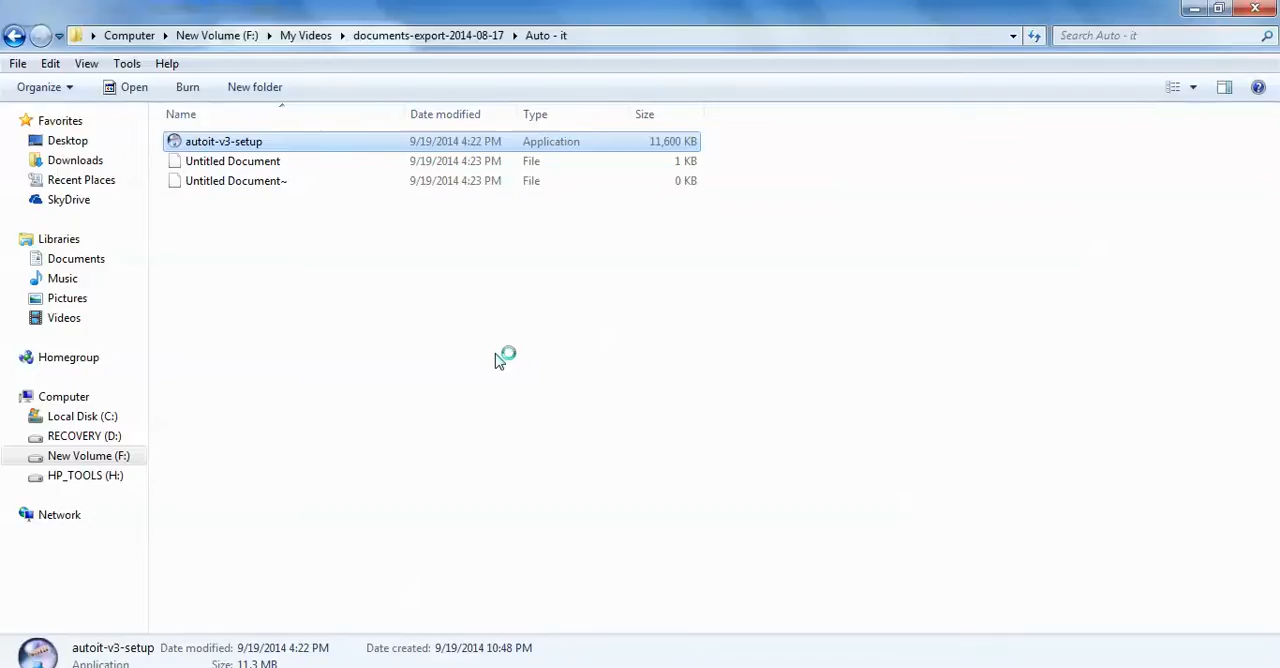 Computer New Volume (F:) My Videos documents-export-2014-08-17 Auto - it Search Auto - it
File Edit View Tools Help
Organize Open Burn New folder
Name Date modified Type Size
Favorites
Desktop
Downloads
Recent Places
SkyDrive
Libraries
Documents
Music
Pictures
Videos
Homegroup
Computer
Local Disk (C:)
RECOVERY (D:)
New Volume (F:)
HP_TOOLS (H:)
Network
autoit-v3-setup 9/19/2014 4:22 PM Application 11,600 KB
Untitled Document 9/19/2014 4:23 PM File 1 KB
Untitled Document~ 9/19/2014 4:23 PM File 0 KB
autoit-v3-setup Date modified: 9/19/2014 4:22 PM Date created: 9/19/2014 10:48 PM
Application Size: 11.3 MB